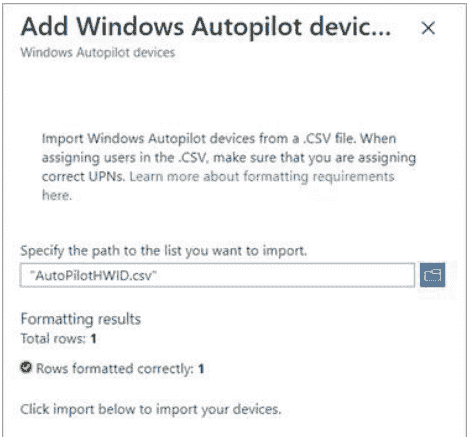 Add Windows Autopilot devic...
Windows Autopilot devices
Import Windows Autopilot devices from a .CSV file. When
assigning users in the .CSV, make sure that you are assigning
correct UPNs. Learn more about formatting requirements
here.
Specify the path to the list you want to import.
"AutoPilotHWID.csv"
Formatting results
Total rows: 1
Rows formatted correctly: 1
Click import below to import your devices.